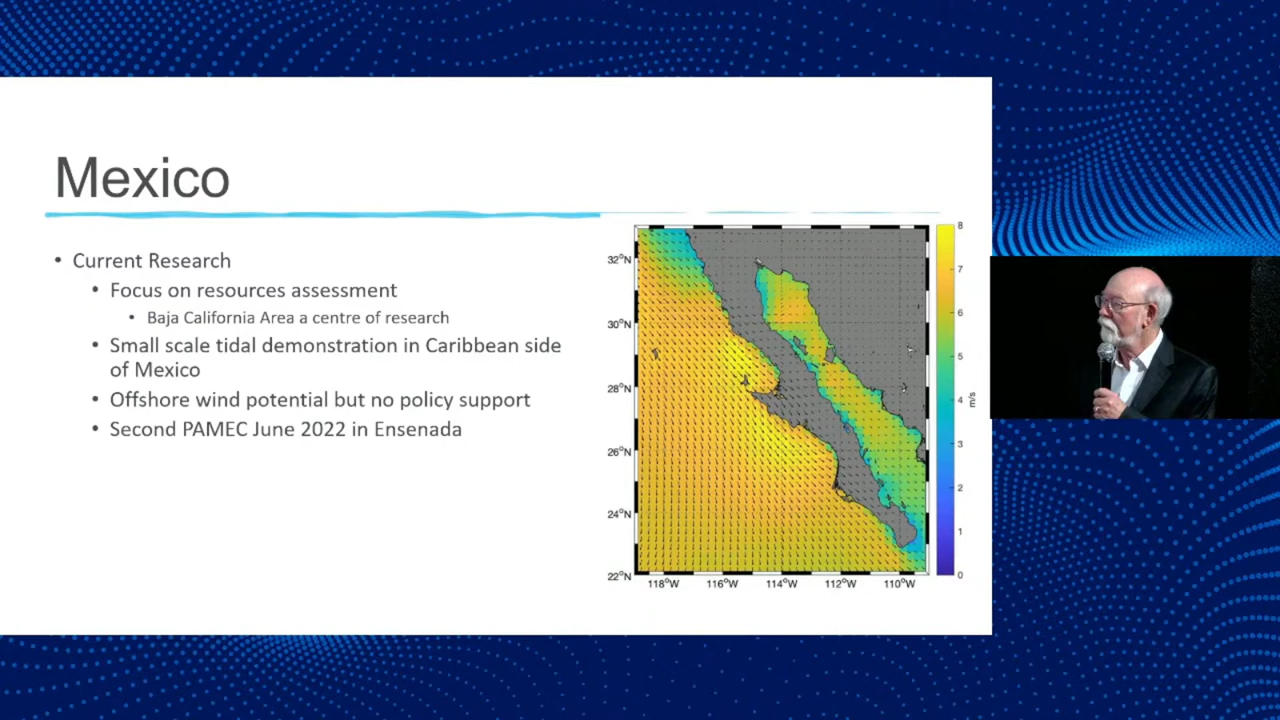 Mexico
• Current Research
• Focus on resources assessment
• Baja California Area a centre of research
• Small scale tidal demonstration in Caribbean side
of Mexico
• Offshore wind potential but no policy support
• Second PAMEC June 2022 in Ensenada
32°N
30°N
28°N
26°N
24°N
22°N
118°W
116°W
114°W
112°W
110°W
8
7
6
5
4
3
2
1
0
m/s